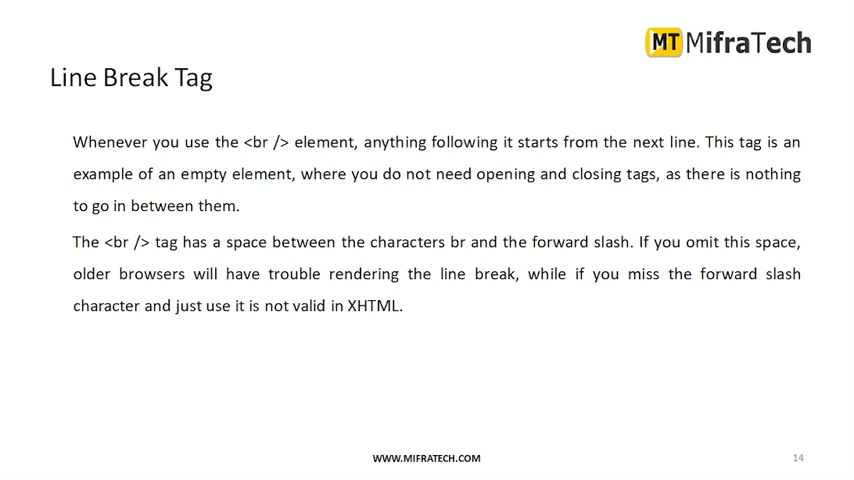 MT MifraTech
Line Break Tag
Whenever you use the <br /> element, anything following it starts from the next line. This tag is an
example of an empty element, where you do not need opening and closing tags, as there is nothing
to go in between them.
The <br /> tag has a space between the characters br and the forward slash. If you omit this space,
older browsers will have trouble rendering the line break, while if you miss the forward slash
character and just use it is not valid in XHTML.
WWW.MIFRATECH.COM
14